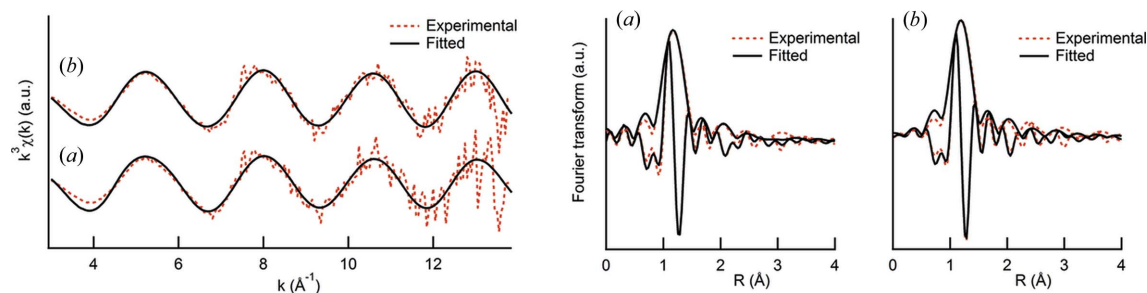 Experimental
Fitted
(b)
(a)
k³χ(k) (a.u.)
4
6
8
10
12
k (Å⁻¹)
(a)
Experimental
Fitted
Fourier transform (a.u.)
0
1
2
3
4
R (Å)
(b)
Experimental
Fitted
0
1
2
3
4
R (Å)